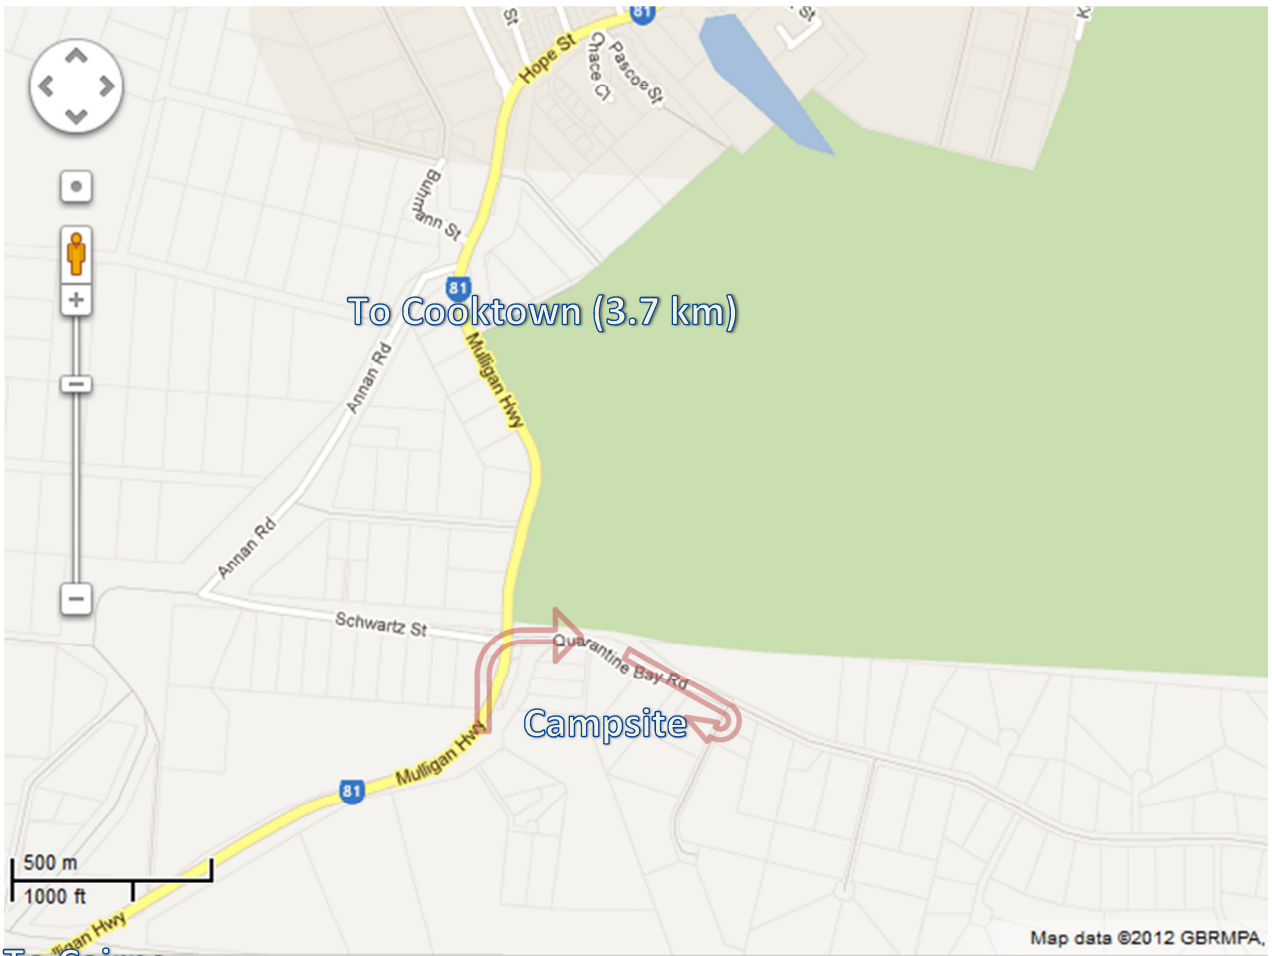 St
81
St
Hope St
Chace Cl
Pascoe St
Buhmann St
81
To Cooktown (3.7 km)
Mulligan Hwy
Annan Rd
Annan Rd
Schwartz St
Quarantine Bay Rd
Campsite
Mulligan Hwy
81
500 m
1000 ft
Map data ©2012 GBRMPA,